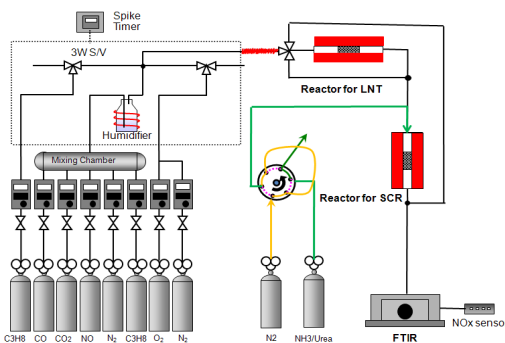 Spike
Timer
3W S/V
Reactor for LNT
Humidifier
Mixing Chamber
Reactor for SCR
C3H8 CO CO2 NO N2 C3H8 O2 N2
N2 NH3/Urea
FTIR
NOx senso